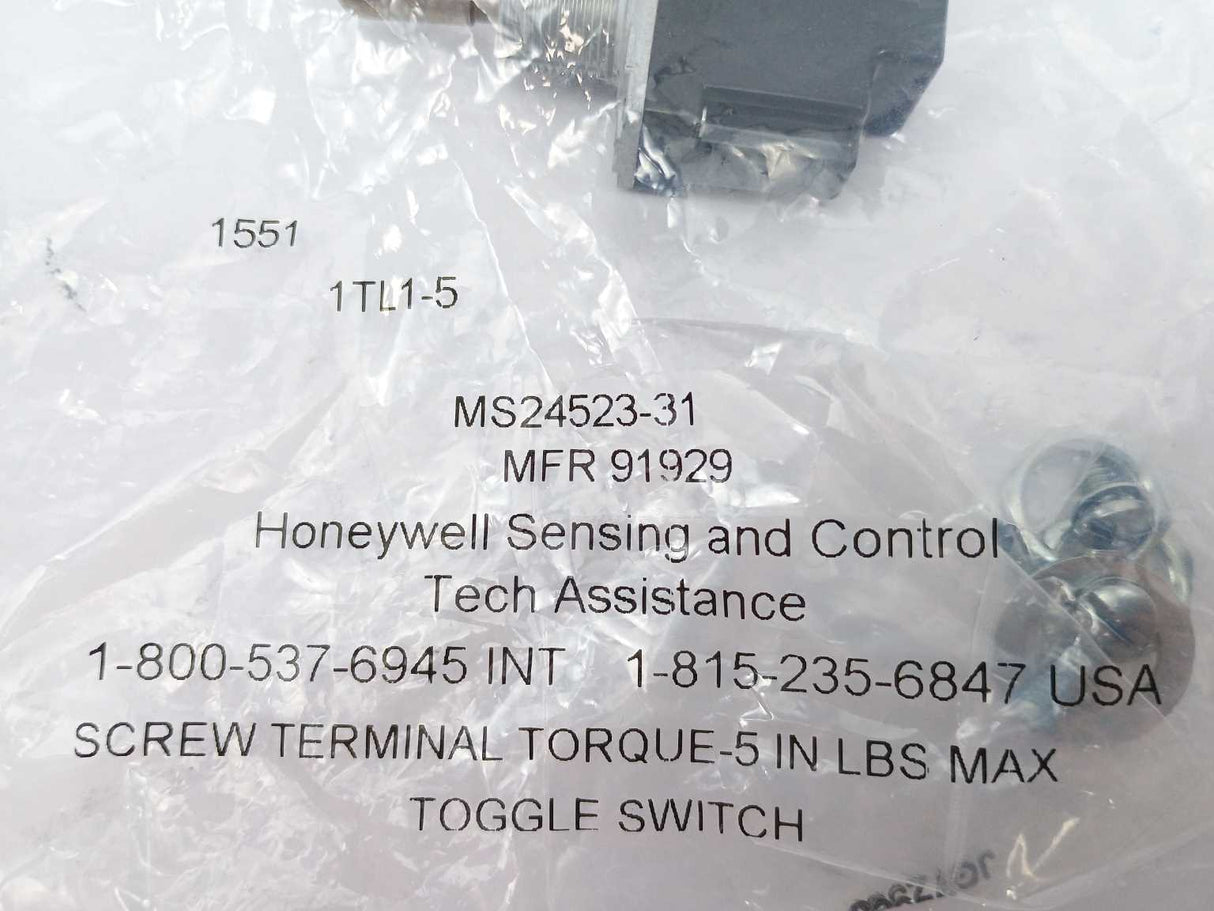 1551
1TL1-5
MS24523-31
MFR 91929
Honeywell Sensing and Control
Tech Assistance
1-800-537-6945 INT 1-815-235-6847 USA
SCREW TERMINAL TORQUE-5 IN LBS MAX
TOGGLE SWITCH